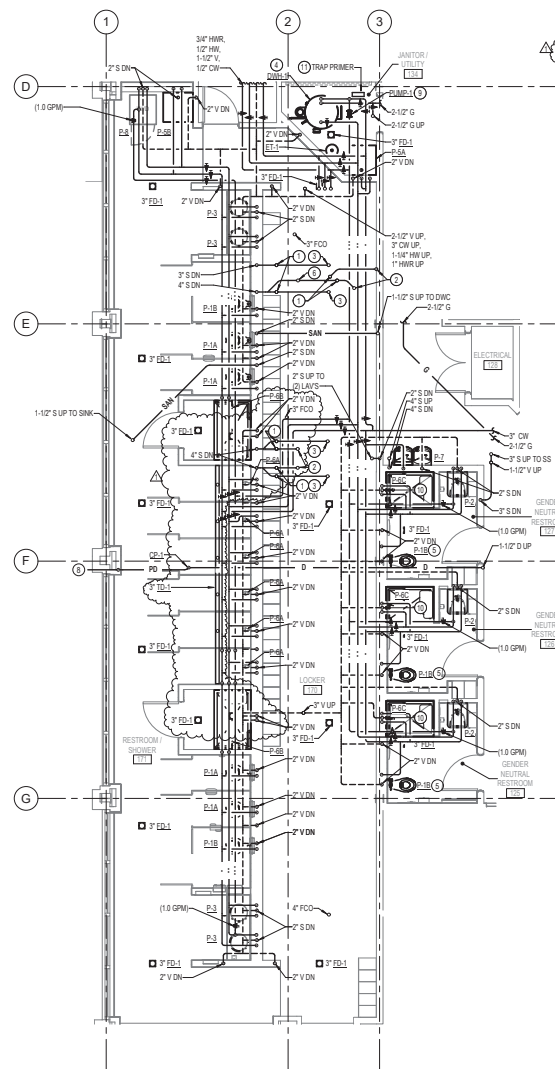 1
2
3
3/4" HWR,
1/2" HW,
1-1/2" V,
1/2" CW
4
DWH-1
11 TRAP PRIMER
JANITOR /
UTILITY
134
2" S DN
D
(1.0 GPM)
P-8
P-5B
2" V DN
PUMP-1 9
2-1/2" G
2-1/2" G UP
2" V DN
3" FD-1
ET-1
P-5A
2" V DN
3" FD-1
3" FD-1
2" V DN
2" V DN
P-3
2" S DN
P-3
3" FCO
2-1/2" V UP,
3" CW UP,
1-1/4" HW UP,
1" HWR UP
3" S DN
1
3
4" S DN
6
2
1
3
1-1/2" S UP TO DWC
2-1/2" G
P-1B
2" V DN
2" S DN
E
SAN
3" FD-1
P-1A
2" V DN
2" S DN
P-1A
2" V DN
G
ELECTRICAL
128
SAN
2" S UP TO
(2) LAVS
P-6B
2" V DN
3" FCO
2" S DN
4" S UP
4" S DN
1-1/2" S UP TO SINK
3" FD-1
1
3
4" S DN
P-6A
2
1
3
3" CW
2-1/2" G
3" S UP TO SS
1-1/2" V UP
P-7
P-6C
10
P-2
2" S DN
3" S DN
2" V DN
3" FD-1
3" FD-1
2" V DN
3" FD-1
(1.0 GPM)
GENDER
NEUTRAL
127
P-6A
2" V DN
P-1B 5
1-1/2" D UP
F
CP-1
8
PD
D
D
3" TD-1
P-6A
2" V DN
P-6C
10
P-2
2" S DN
P-6A
2" V DN
3" FD-1
3" FD-1
2" V DN
(1.0 GPM)
126
P-6A
2" V DN
P-1B 5
LOCKER
170
3" V UP
3" FD-1
2" V DN
3" FD-1
P-6C
10
P-2
2" S DN
P-6B
3" FD-1
(1.0 GPM)
2" V DN
RESTROOM /
SHOWER
171
P-1A
2" V DN
P-1B 5
GENDER
NEUTRAL
RESTROOM
125
G
P-1A
2" V DN
3" FD-1
P-1B
2" V DN
(1.0 GPM)
P-3
4" FCO
P-3
2" S DN
3" FD-1
3" FD-1
2" V DN
2" V DN